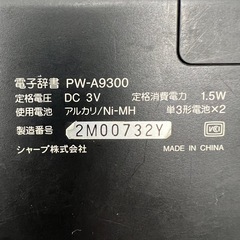 電子辞書 PW-A9300
定格電圧 DC 3V 定格消費電力 1.5W
使用電池 アルカリ/Ni-MH 単3形電池×2
製造番号 2M00732Y
シャープ株式会社 MADE IN CHINA